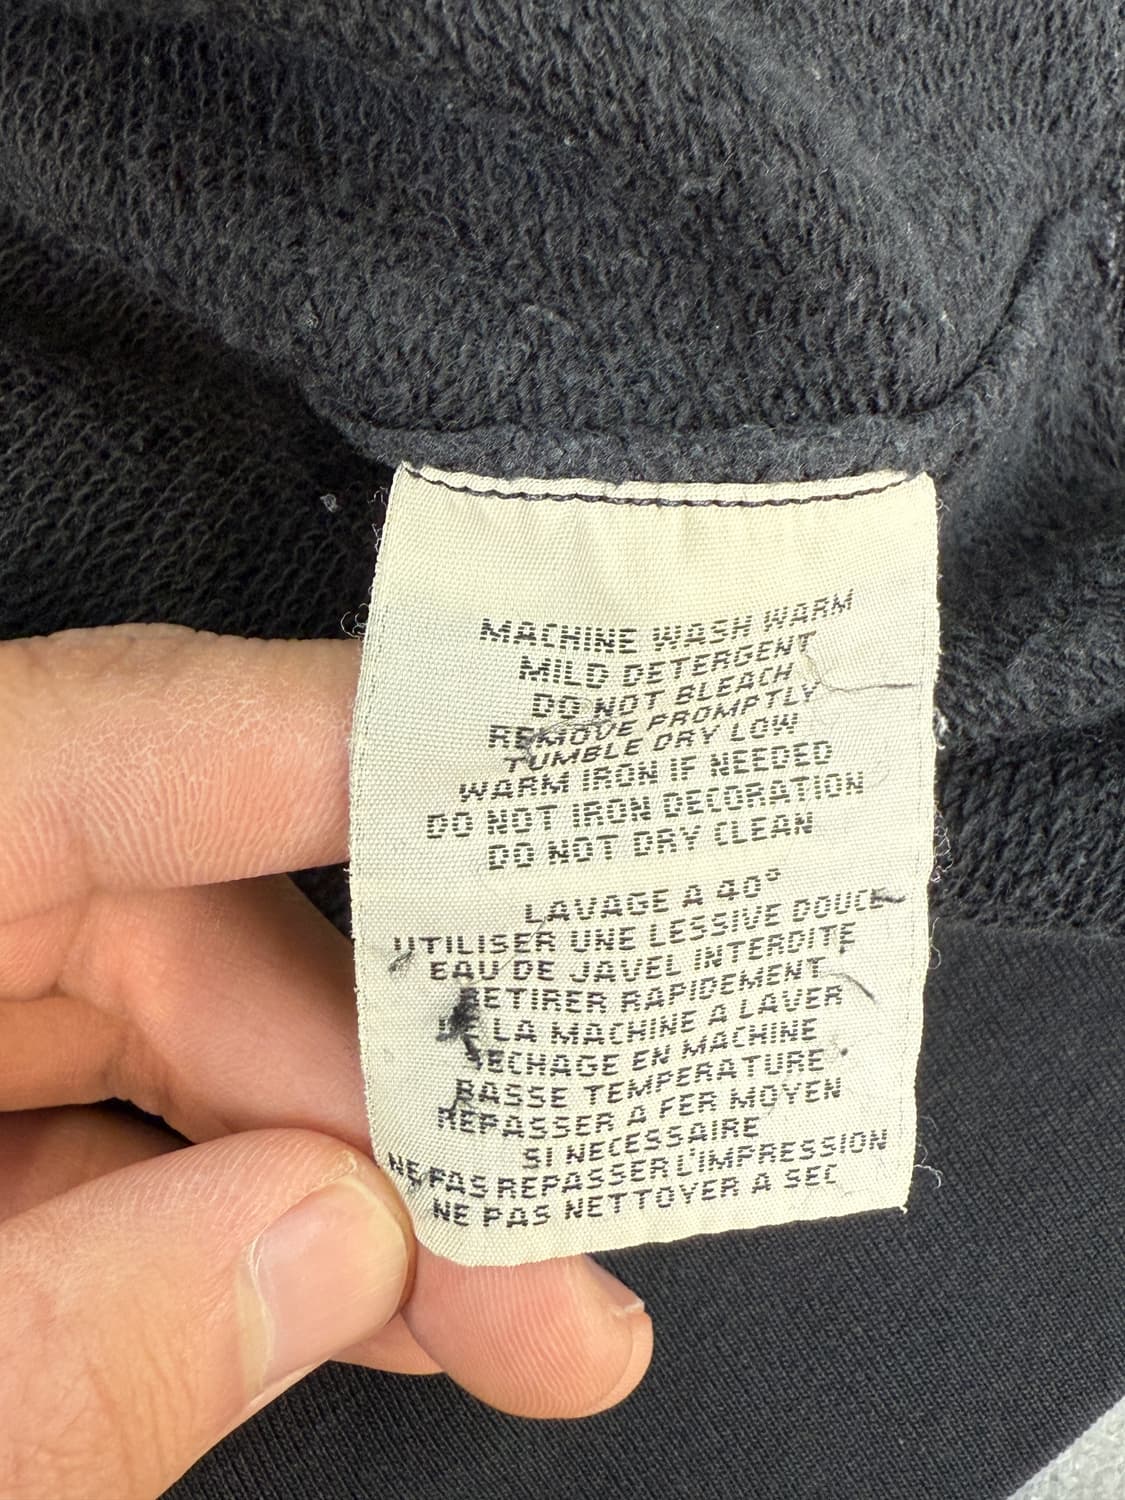 MACHINE WASH WARM
MILD DETERGENT
DO NOT BLEACH
REMOVE PROMPTLY
TUMBLE DRY LOW
WARM IRON IF NEEDED
DO NOT IRON DECORATION
DO NOT DRY CLEAN
LAVAGE A 40°
UTILISER UNE LESSIVE DOUCE
EAU DE JAVEL INTERDITE
RETIRER RAPIDEMENT
DE LA MACHINE A LAVER
SECHAGE EN MACHINE
BASSE TEMPERATURE
REPASSER A FER MOYEN
SI NECESSAIRE
NE PAS REPASSER L'IMPRESSION
NE PAS NETTOYER A SEC